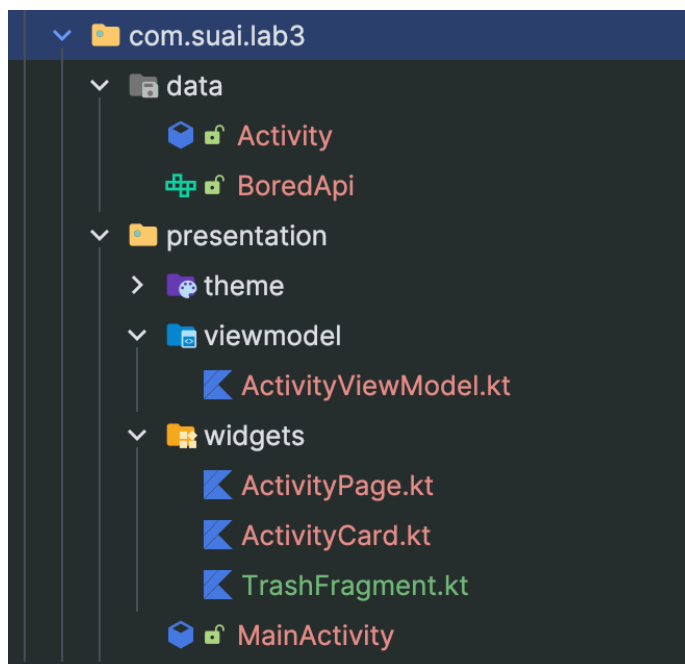 com.suai.lab3
data
Activity
BoredApi
presentation
theme
viewmodel
ActivityViewModel.kt
widgets
ActivityPage.kt
ActivityCard.kt
TrashFragment.kt
MainActivity